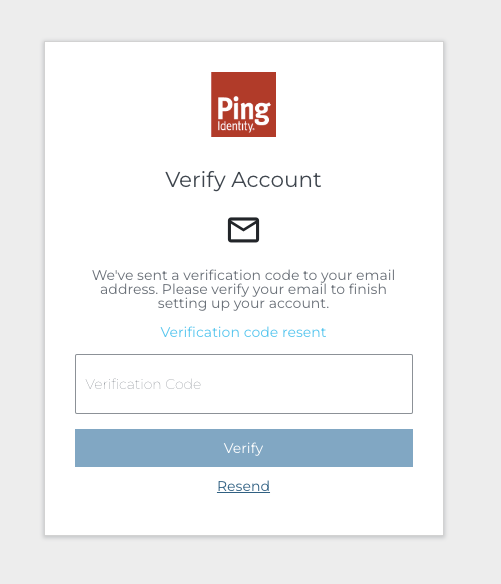 Ping
Identity.
Verify Account
We've sent a verification code to your email
address. Please verify your email to finish
setting up your account.
Verification code resent
Verification Code
Verify
Resend